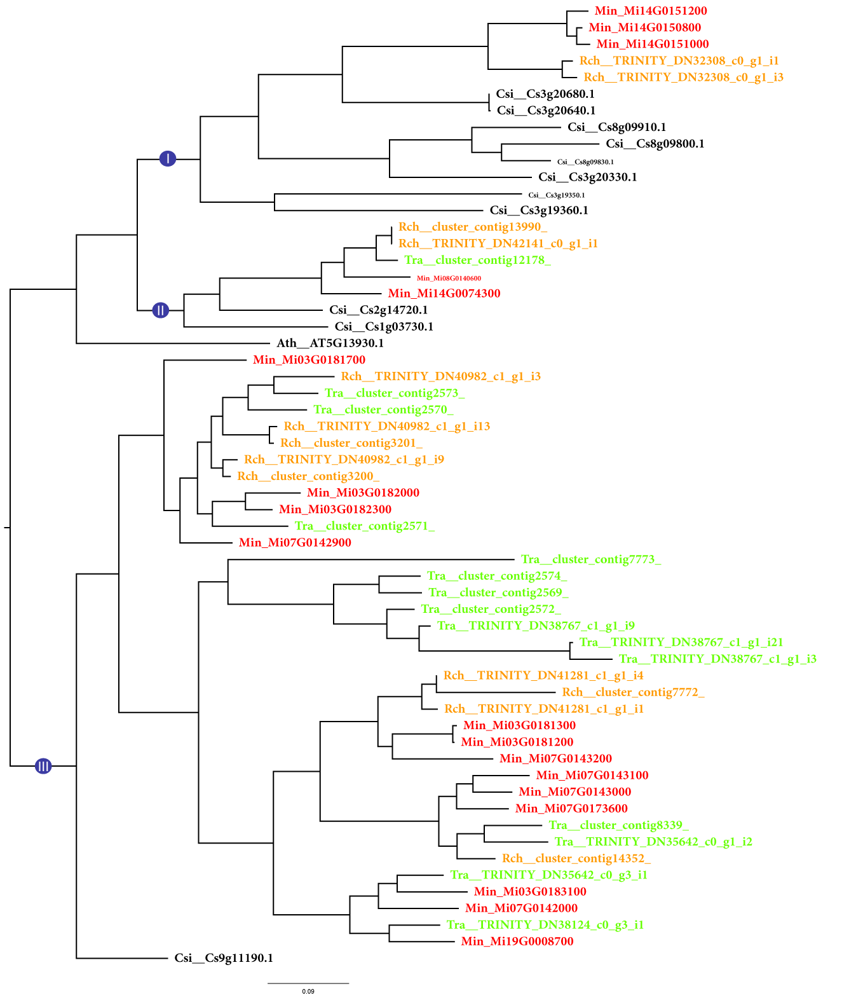 Min_Mi14G0151200
Min_Mi14G0150800
Min_Mi14G0151000
Rch__TRINITY_DN32308_c0_g1_i1
Rch__TRINITY_DN32308_c0_g1_i3
Csi__Cs3g20680.1
Csi__Cs3g20640.1
Csi__Cs8g09910.1
Csi__Cs8g09800.1
I
Csi__Cs8g09830.1
Csi__Cs3g20330.1
Csi__Cs3g19350.1
Csi__Cs3g19360.1
Rch__cluster_contig13990_
Rch__TRINITY_DN42141_c0_g1_i1
Tra__cluster_contig12178_
Min_Mi08G0140600
Min_Mi14G0074300
II
Csi__Cs2g14720.1
Csi__Cs1g03730.1
Ath__AT5G13930.1
Min_Mi03G0181700
Rch__TRINITY_DN40982_c1_g1_i3
Tra__cluster_contig2573_
Tra__cluster_contig2570_
Rch__TRINITY_DN40982_c1_g1_i13
Rch__cluster_contig3201_
Rch__TRINITY_DN40982_c1_g1_i9
Rch__cluster_contig3200_
Min_Mi03G0182000
Min_Mi03G0182300
Tra__cluster_contig2571_
Min_Mi07G0142900
Tra__cluster_contig7773_
Tra__cluster_contig2574_
Tra__cluster_contig2569_
Tra__cluster_contig2572_
Tra__TRINITY_DN38767_c1_g1_i9
Tra__TRINITY_DN38767_c1_g1_i21
Tra__TRINITY_DN38767_c1_g1_i3
Rch__TRINITY_DN41281_c1_g1_i4
Rch__cluster_contig7772_
Rch__TRINITY_DN41281_c1_g1_i1
Min_Mi03G0181300
Min_Mi03G0181200
Min_Mi07G0143200
III
Min_Mi07G0143100
Min_Mi07G0143000
Min_Mi07G0173600
Tra__cluster_contig8339_
Tra__TRINITY_DN35642_c0_g1_i2
Rch__cluster_contig14352_
Tra__TRINITY_DN35642_c0_g3_i1
Min_Mi03G0183100
Min_Mi07G0142000
Tra__TRINITY_DN38124_c0_g3_i1
Min_Mi19G0008700
Csi__Cs9g11190.1
0.09